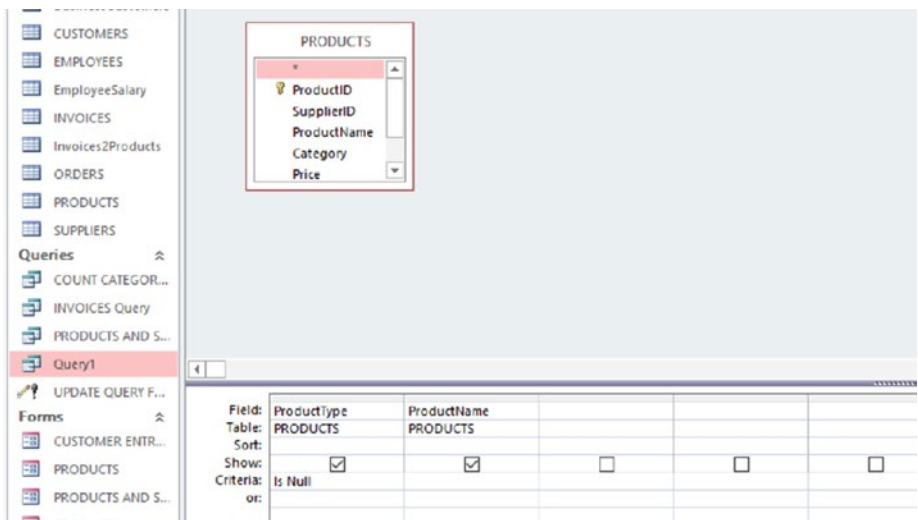 CUSTOMERS
EMPLOYEES
EmployeeSalary
INVOICES
Invoices2Products
ORDERS
PRODUCTS
SUPPLIERS
Queries
COUNT CATEGOR...
INVOICES Query
PRODUCTS AND S...
Query1
UPDATE QUERY F...
Forms
CUSTOMER ENTR...
PRODUCTS
PRODUCTS AND S...
PRODUCTS
*
ProductID
SupplierID
ProductName
Category
Price
Field: ProductType ProductName
Table: PRODUCTS PRODUCTS
Sort:
Show:
Criteria: Is Null
or: